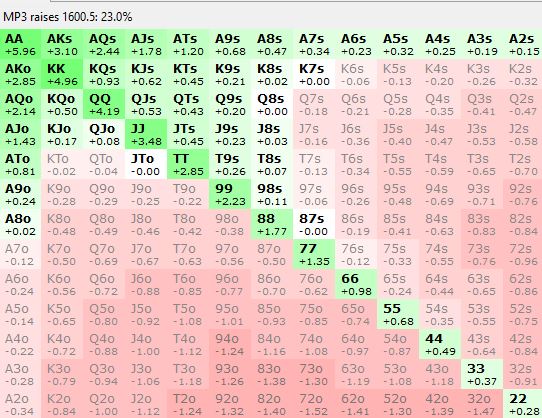 MP3 raises 1600.5: 23.0%
AA AKs AQs AJs ATs A9s A8s A7s A6s A5s A4s A3s A2s
+5.96 +3.10 +2.44 +1.78 +1.20 +0.68 +0.47 +0.34 +0.23 +0.32 +0.25 +0.19 +0.15
AKo KK KQs KJs KTs K9s K8s K7s K6s K5s K4s K3s K2s
+2.85 +4.96 +0.93 +0.62 +0.45 +0.21 +0.02 -0.00 -0.06 -0.13 -0.20 -0.26 -0.32
AQo KQo QQ QJs QTs Q9s Q8s Q7s Q6s Q5s Q4s Q3s Q2s
+2.14 +0.50 +4.19 +0.53 +0.43 +0.20 +0.00 -0.18 -0.21 -0.28 -0.35 -0.41 -0.47
AJo KJo QJo JJ JTs J9s J8s J7s J6s J5s J4s J3s J2s
+1.43 +0.17 +0.08 +3.48 +0.45 +0.23 +0.03 -0.16 -0.36 -0.40 -0.47 -0.53 -0.58
ATo KTo QTo JTo TT T9s T8s T7s T6s T5s T4s T3s T2s
+0.81 -0.02 -0.04 -0.00 +2.85 +0.26 +0.07 -0.13 -0.34 -0.55 -0.59 -0.65 -0.70
A9o K9o Q9o J9o T9o 99 98s 97s 96s 95s 94s 93s 92s
+0.24 -0.28 -0.29 -0.25 -0.22 +2.23 +0.11 -0.06 -0.26 -0.48 -0.69 -0.71 -0.76
A8o K8o Q8o J8o T8o 98o 88 87s 86s 85s 84s 83s 82s
+0.02 -0.48 -0.49 -0.46 -0.42 -0.38 +1.77 -0.00 -0.19 -0.41 -0.63 -0.83 -0.84
A7o K7o Q7o J7o T7o 97o 87o 77 76s 75s 74s 73s 72s
-0.12 -0.50 -0.69 -0.67 -0.63 -0.56 -0.50 +1.35 -0.12 -0.33 -0.55 -0.76 -0.96
A6o K6o Q6o J6o T6o 96o 86o 76o 66 65s 64s 63s 62s
-0.24 -0.56 -0.72 -0.88 -0.85 -0.77 -0.70 -0.62 +0.98 -0.24 -0.44 -0.65 -0.86
A5o K5o Q5o J5o T5o 95o 85o 75o 65o 55 54s 53s 52s
-0.14 -0.65 -0.80 -0.92 -1.08 -1.01 -0.93 -0.85 -0.74 +0.68 -0.35 -0.55 -0.75
A4o K4o Q4o J4o T4o 94o 84o 74o 64o 54o 44 43s 42s
-0.22 -0.72 -0.88 -1.00 -1.12 -1.24 -1.16 -1.08 -0.97 -0.87 +0.49 -0.64 -0.84
A3o K3o Q3o J3o T3o 93o 83o 73o 63o 53o 43o 33 32s
-0.28 -0.79 -0.94 -1.06 -1.18 -1.26 -1.38 -1.30 -1.19 -1.08 -1.18 +0.37 -0.91
A2o K2o Q2o J2o T2o 92o 82o 72o 62o 52o 42o 32o 22
-0.34 -0.84 -1.00 -1.12 -1.24 -1.32 -1.40 -1.52 -1.41 -1.30 -1.39 -1.47 +0.28